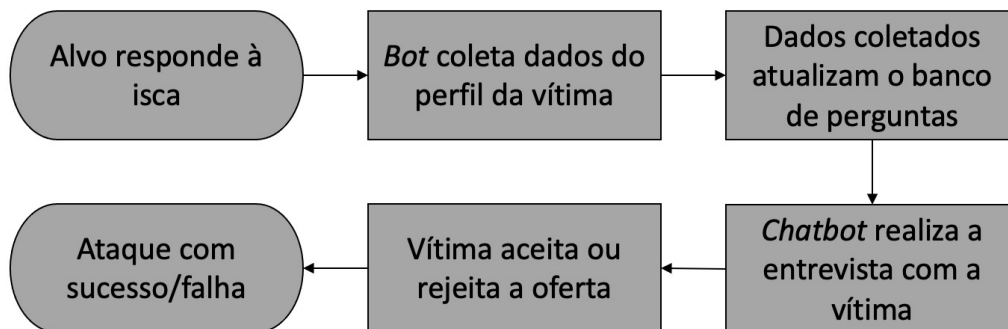 Alvo responde à
isca
Bot coleta dados do
perfil da vítima
Dados coletados
atualizam o banco
de perguntas
Chatbot realiza a
entrevista com a
vítima
Vítima aceita ou
rejeita a oferta
Ataque com
sucesso/falha